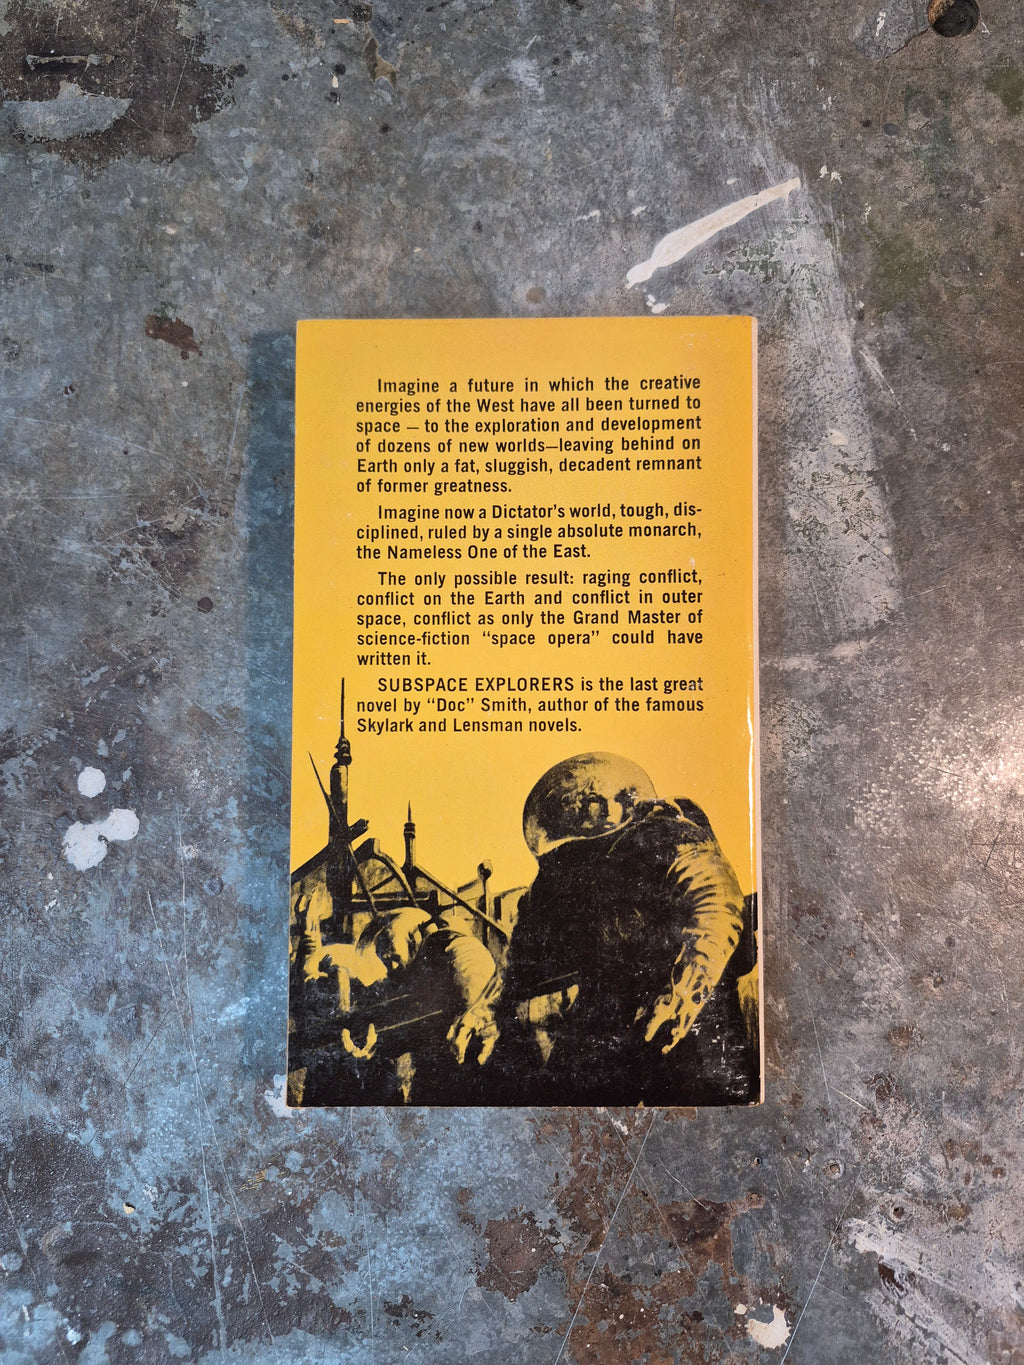 Imagine a future in which the creative
energies of the West have all been turned to
space — to the exploration and development
of dozens of new worlds—leaving behind on
Earth only a fat, sluggish, decadent remnant
of former greatness.
Imagine now a Dictator's world, tough, dis-
ciplined, ruled by a single absolute monarch,
the Nameless One of the East.
The only possible result: raging conflict,
conflict on the Earth and conflict in outer
space, conflict as only the Grand Master of
science-fiction “space opera” could have
written it.
SUBSPACE EXPLORERS is the last great
novel by “Doc” Smith, author of the famous
Skylark and Lensman novels.